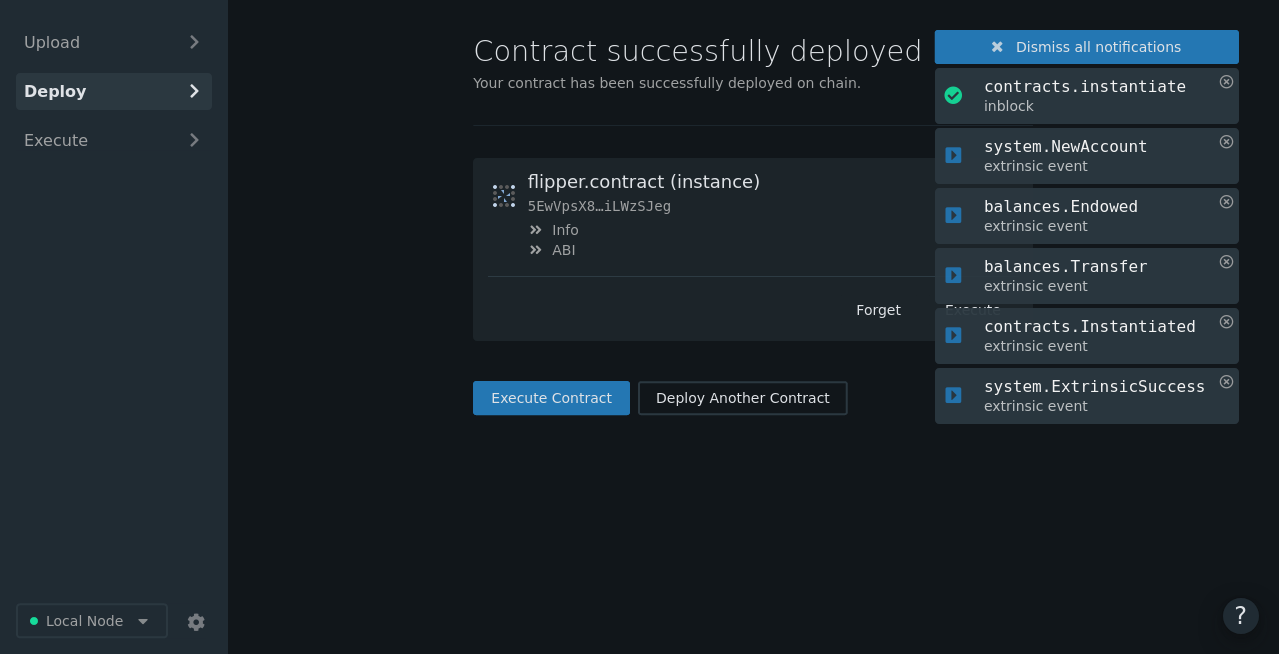 Upload
Deploy
Execute
Local Node
Contract successfully deployed
Your contract has been successfully deployed on chain.
flipper.contract (instance)
5EwVpsX8…iLWzSJeg
Info
ABI
Forget
Execute
Execute Contract
Deploy Another Contract
Dismiss all notifications
contracts.instantiate
inblock
system.NewAccount
extrinsic event
balances.Endowed
extrinsic event
balances.Transfer
extrinsic event
contracts.Instantiated
extrinsic event
system.ExtrinsicSuccess
extrinsic event
?